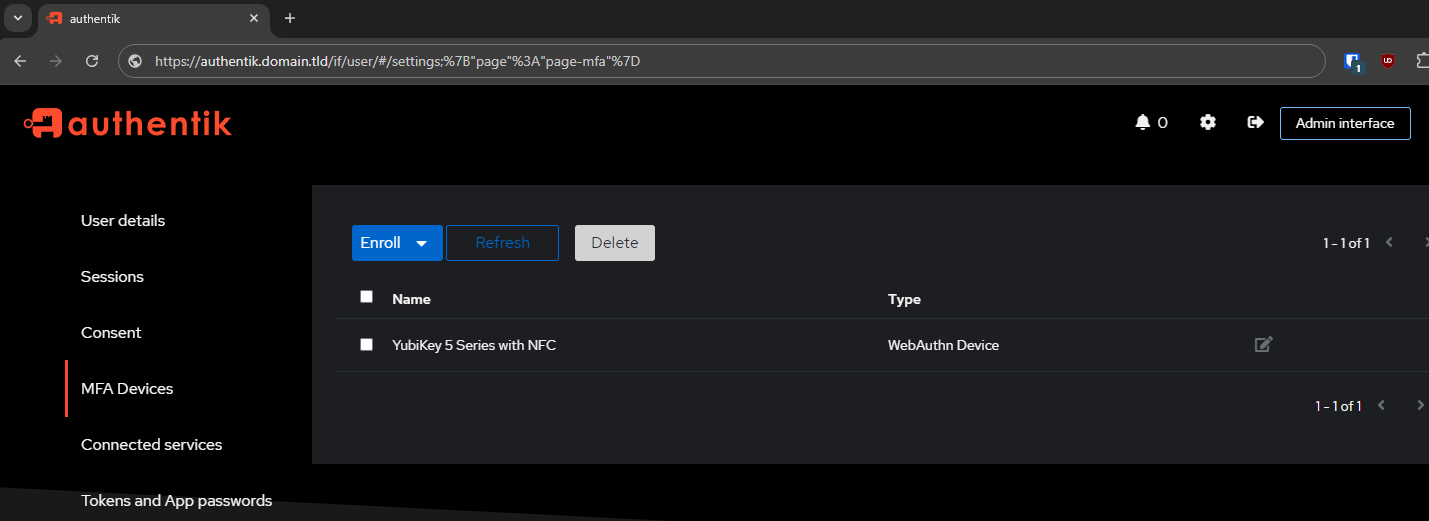 authentik
https://authentik.domain.tld/if/user/#/settings;%7B"page"%3A"page-mfa"%7D
1
UD
authentik
0
Admin interface
User details
Sessions
Consent
MFA Devices
Connected services
Tokens and App passwords
Enroll
Refresh
Delete
1 - 1 of 1
Name
Type
YubiKey 5 Series with NFC
WebAuthn Device
1 - 1 of 1